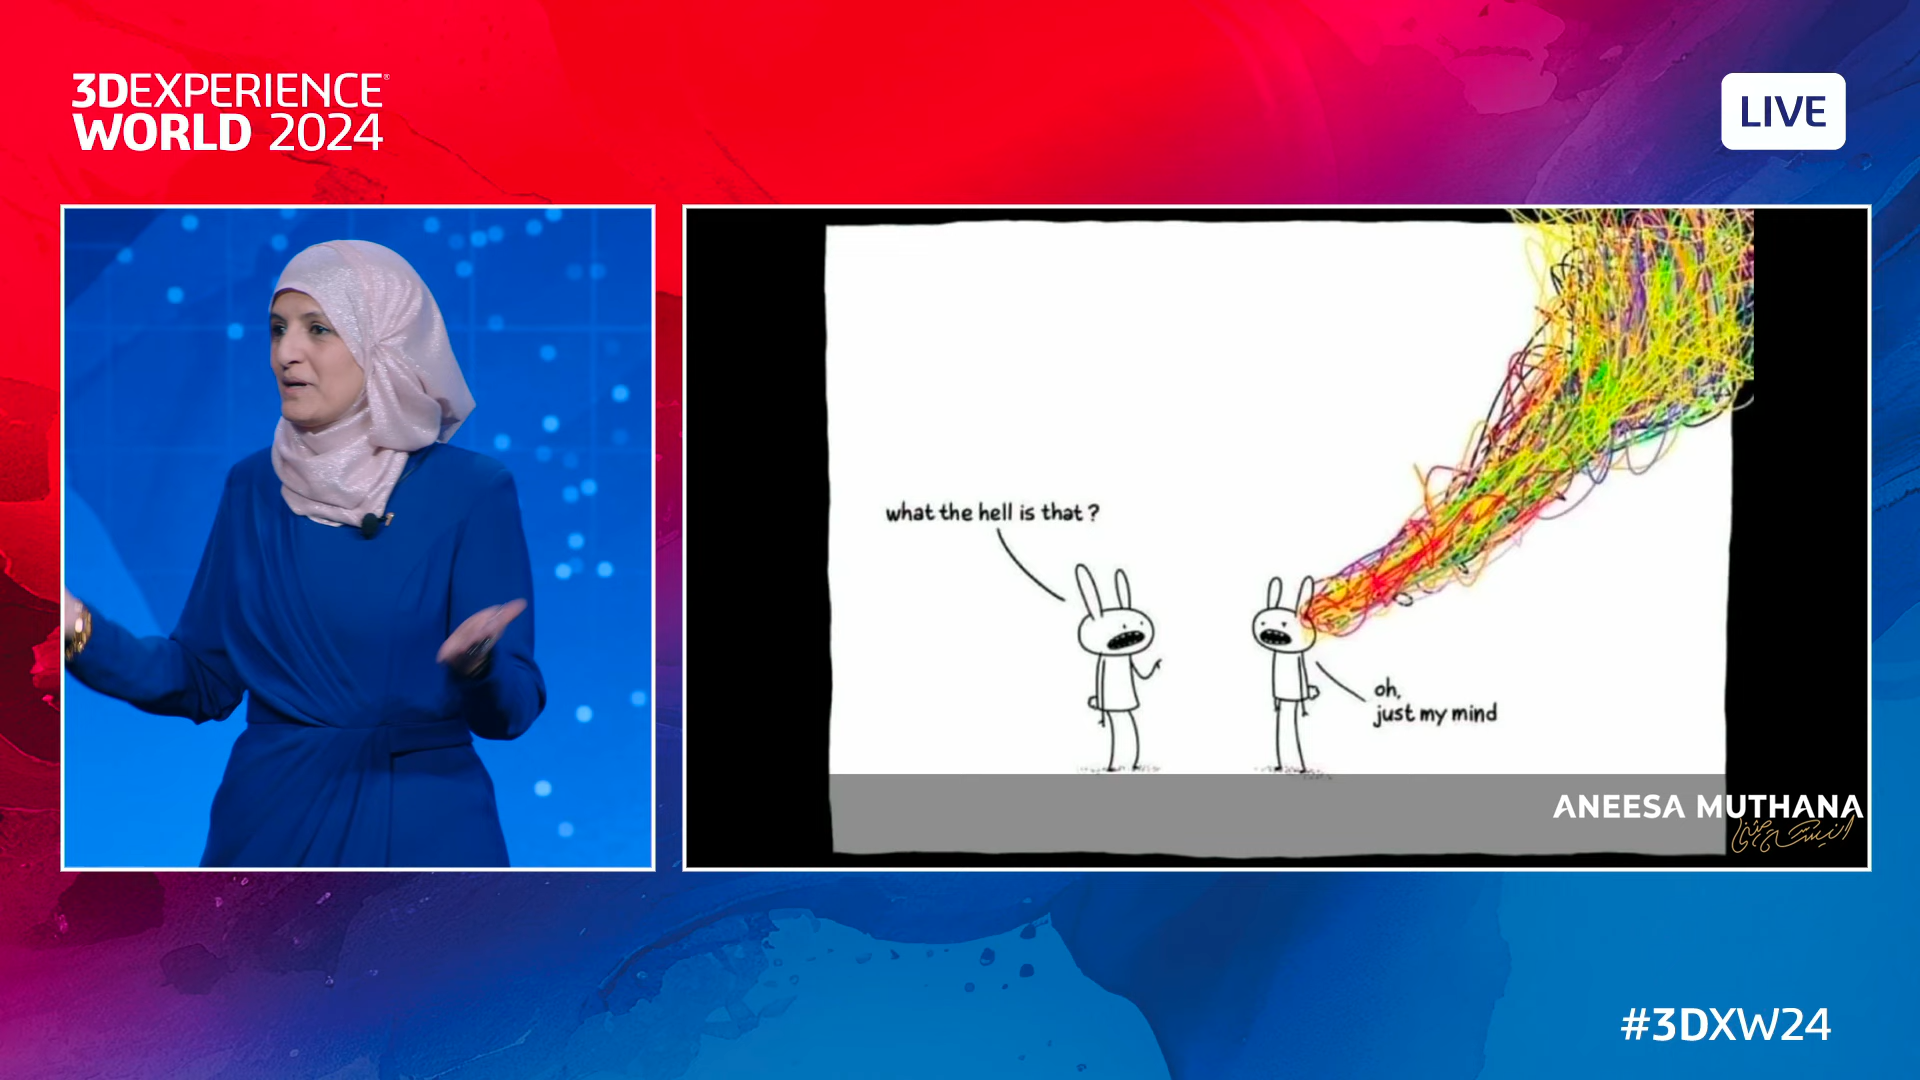 3DEXPERIENCE®
WORLD 2024
LIVE
what the hell is that?
oh,
just my mind
ANEESA MUTHANA
#3DXW24